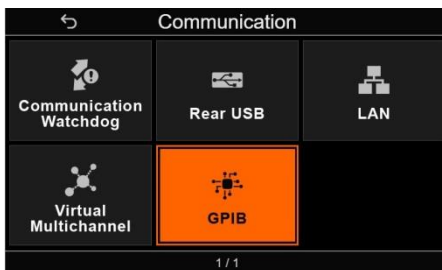 Communication
Communication
Watchdog
Rear USB
LAN
Virtual
Multichannel
GPIB
1 / 1